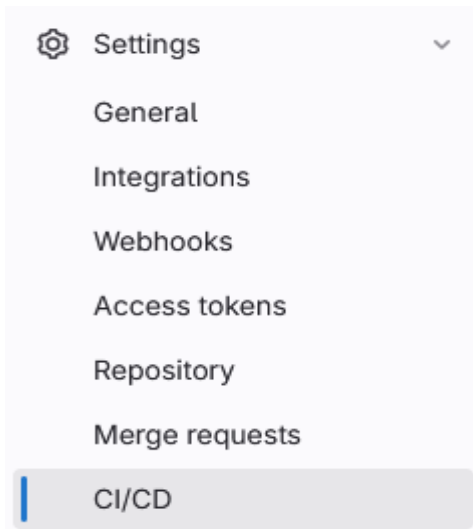 Settings
General
Integrations
Webhooks
Access tokens
Repository
Merge requests
CI/CD